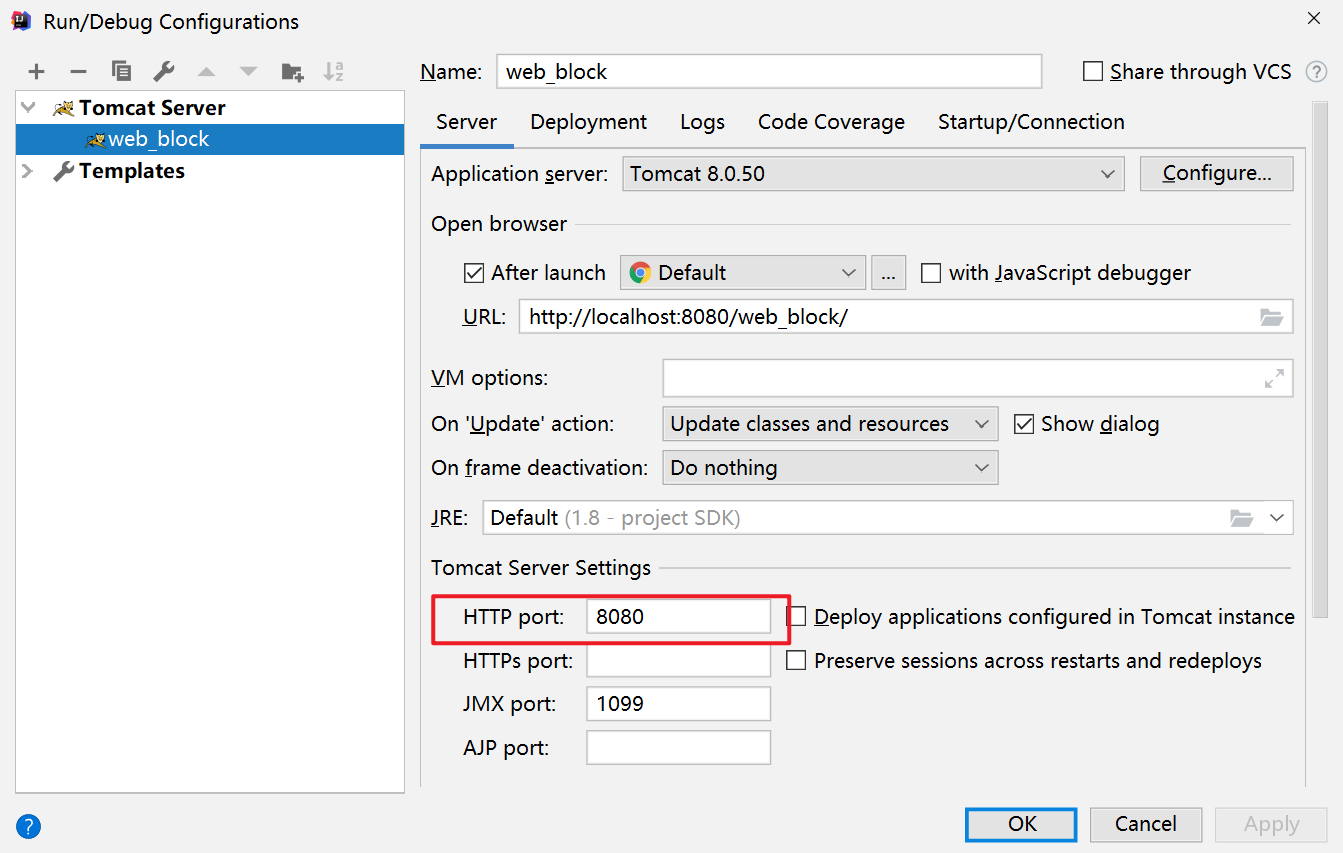 Run/Debug Configurations
Name: web_block Share through VCS ?
Tomcat Server
web_block
Templates
Server Deployment Logs Code Coverage Startup/Connection
Application server: Tomcat 8.0.50 Configure...
Open browser
After launch Default ... with JavaScript debugger
URL: http://localhost:8080/web_block/
VM options:
On 'Update' action: Update classes and resources Show dialog
On frame deactivation: Do nothing
JRE: Default (1.8 - project SDK)
Tomcat Server Settings
HTTP port: 8080 Deploy applications configured in Tomcat instance
HTTPs port: Preserve sessions across restarts and redeploys
JMX port: 1099
AJP port:
? OK Cancel Apply